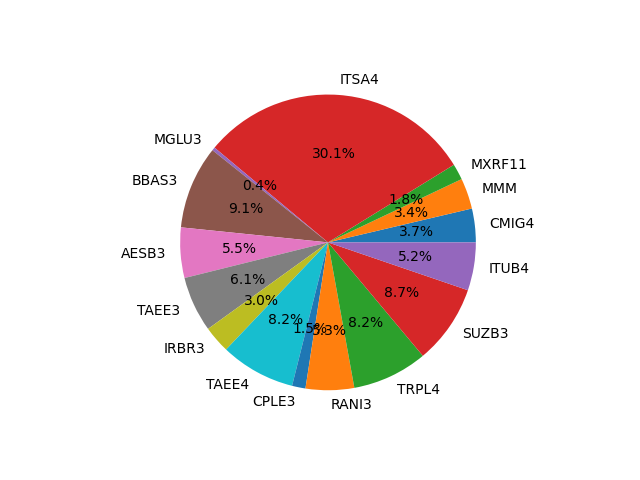 ITSA4
30.1%
MGLU3
0.4%
MXRF11
1.8%
BBAS3
9.1%
MMM
3.4%
CMIG4
3.7%
AESB3
5.5%
ITUB4
5.2%
TAEE3
6.1%
SUZB3
8.7%
IRBR3
3.0%
TAEE4
8.2%
CPLE3
1.5%
RANI3
5.3%
TRPL4
8.2%